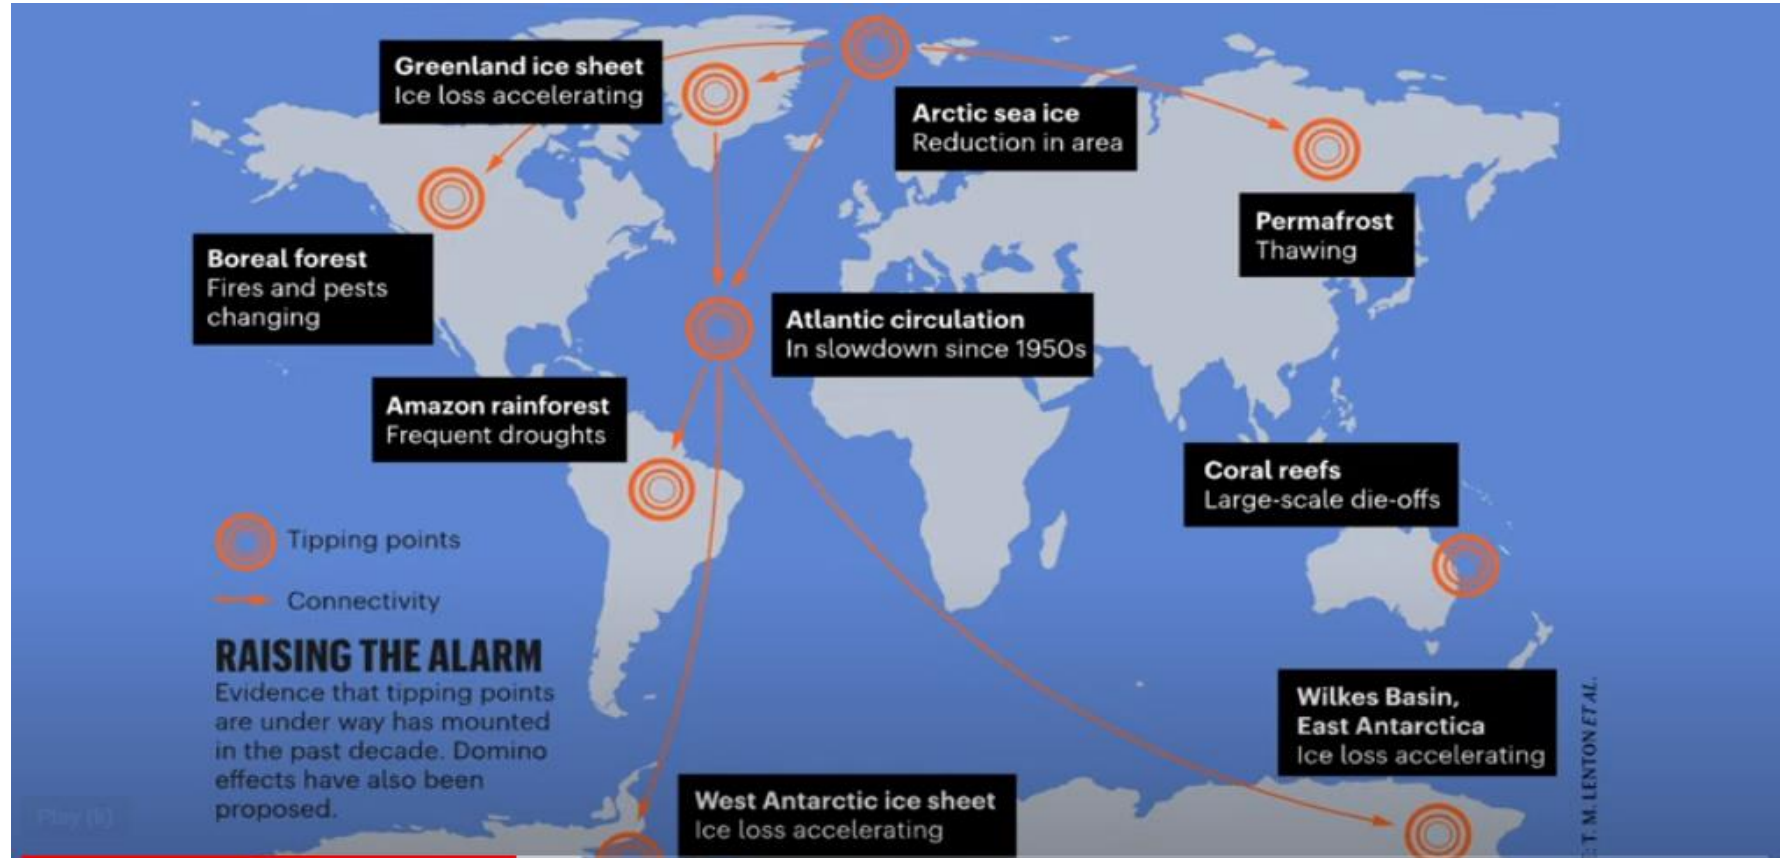 Greenland ice sheet
Ice loss accelerating
Arctic sea ice
Reduction in area
Permafrost
Thawing
Boreal forest
Fires and pests
changing
Atlantic circulation
In slowdown since 1950s
Amazon rainforest
Frequent droughts
Coral reefs
Large-scale die-offs
Tipping points
Connectivity
RAISING THE ALARM
Evidence that tipping points
are under way has mounted
in the past decade. Domino
effects have also been
proposed.
Wilkes Basin,
East Antarctica
Ice loss accelerating
West Antarctic ice sheet
Ice loss accelerating
: T. M. LENTON ET AL.
Play (k)